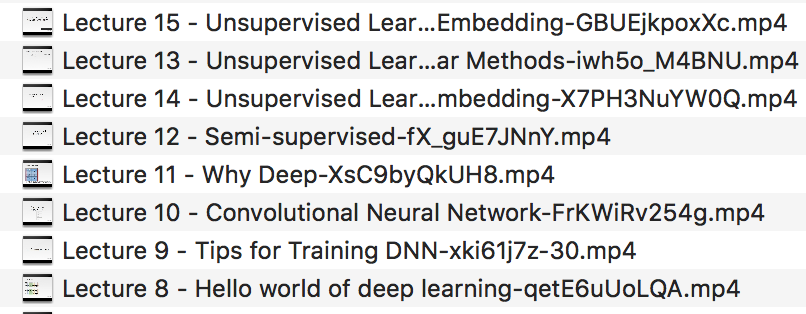 Lecture 15 - Unsupervised Lear...Embedding-GBUEjkpoxXc.mp4
Lecture 13 - Unsupervised Lear...ar Methods-iwh5o_M4BNU.mp4
Lecture 14 - Unsupervised Lear...mbedding-X7PH3NuYW0Q.mp4
Lecture 12 - Semi-supervised-fX_guE7JNnY.mp4
Lecture 11 - Why Deep-XsC9byQkUH8.mp4
Lecture 10 - Convolutional Neural Network-FrKWiRv254g.mp4
Lecture 9 - Tips for Training DNN-xki61j7z-30.mp4
Lecture 8 - Hello world of deep learning-qetE6uUoLQA.mp4